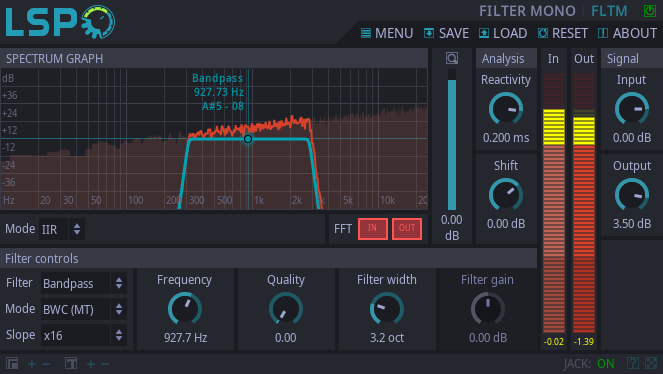 LSP
FILTER MONO FLTM
MENU SAVE LOAD RESET ABOUT
SPECTRUM GRAPH
dB
+36
+24
+12
-12
-24
-36
Bandpass
927.73 Hz
A#5 - 08
Hz 20 30 50 100 200 300 500 1k 2k 3k 5k 10k 20
0.00
dB
Analysis
Reactivity
0.200 ms
Shift
0.00 dB
In Out
-0.02 -1.39
Signal
Input
0.00 dB
Output
3.50 dB
Mode IIR
FFT IN OUT
Filter controls
Filter Bandpass
Mode BWC (MT)
Slope x16
Frequency
927.7 Hz
Quality
0.00
Filter width
3.2 oct
Filter gain
0.00 dB
JACK: ON